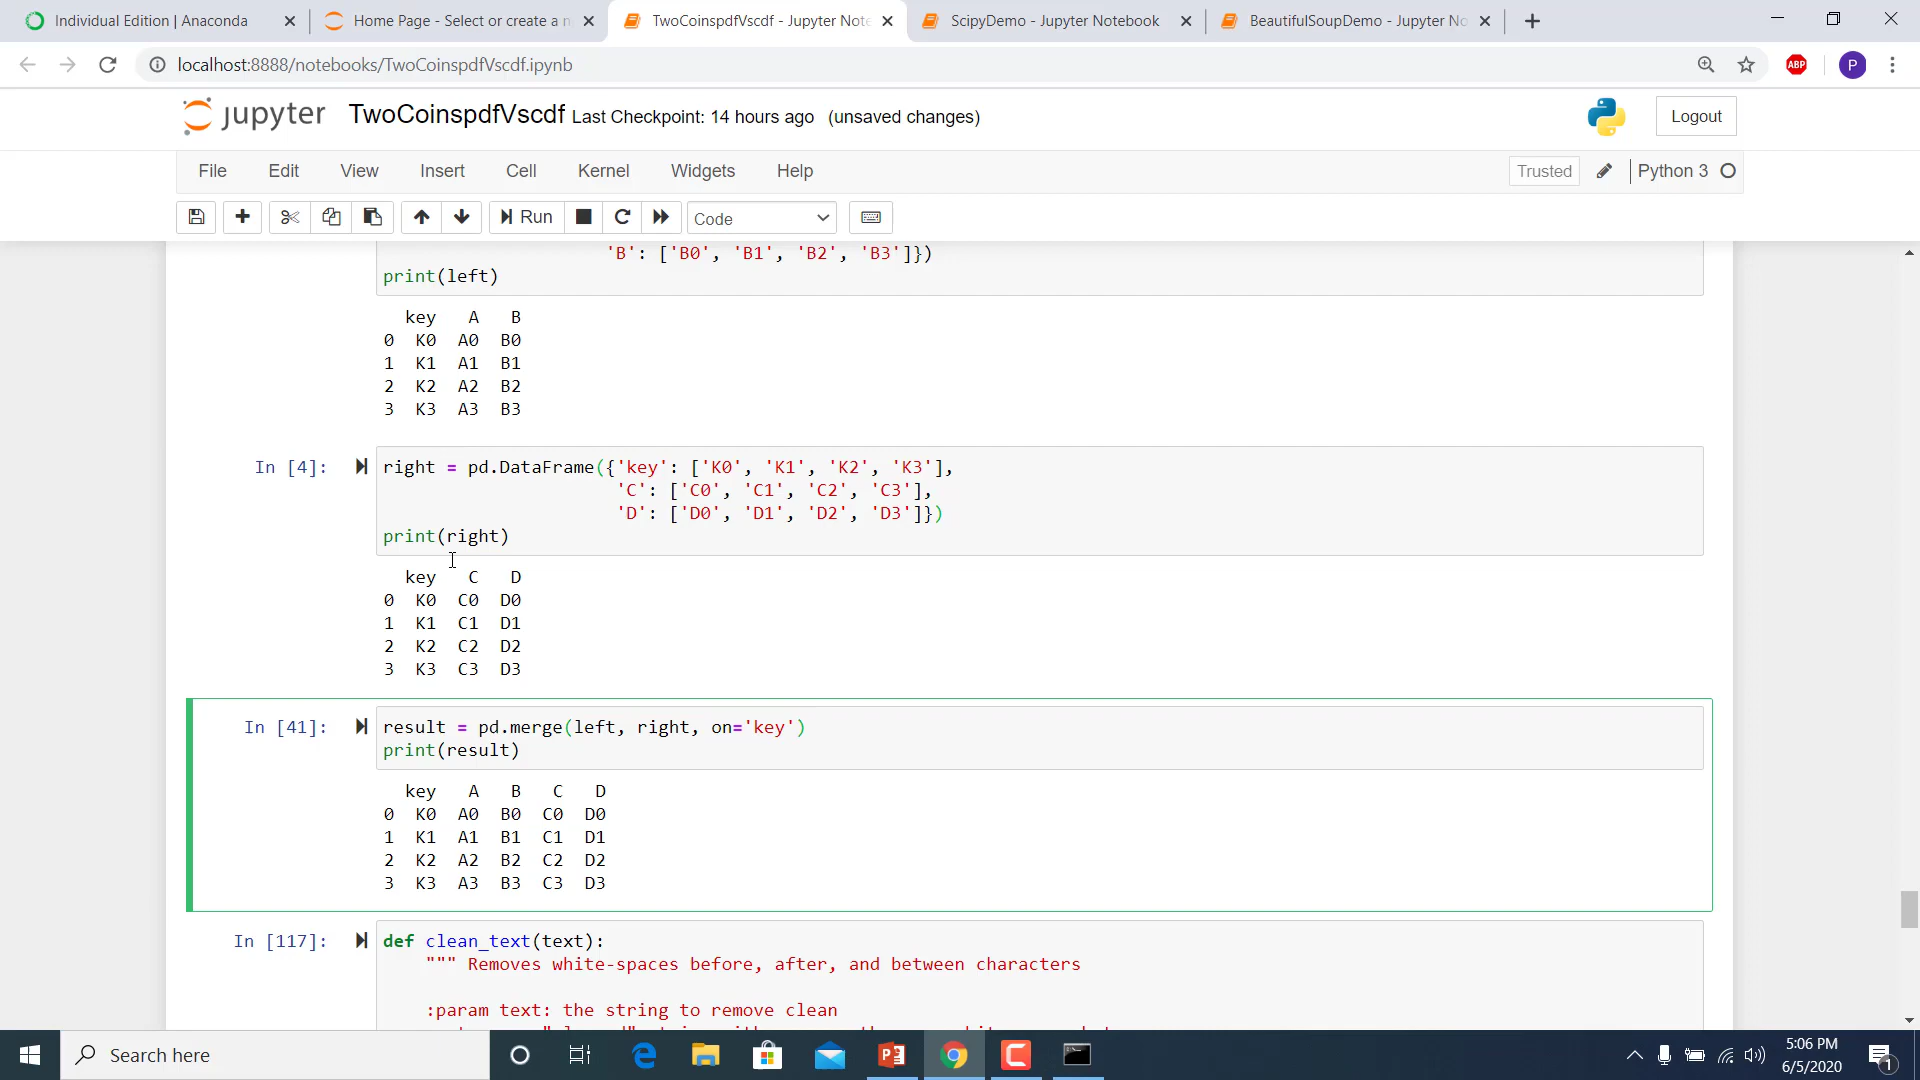 Individual Edition | Anaconda
Home Page - Select or create a n
TwoCoinspdfVscdf - Jupyter Note
ScipyDemo - Jupyter Notebook
BeautifulSoupDemo - Jupyter No
localhost:8888/notebooks/TwoCoinspdfVscdf.ipynb
ABP
P
jupyter TwoCoinspdfVscdf Last Checkpoint: 14 hours ago (unsaved changes)
Logout
File Edit View Insert Cell Kernel Widgets Help
Trusted
Python 3
Run
Code
'B': ['B0', 'B1', 'B2', 'B3']})
print(left)
key A B
0 K0 A0 B0
1 K1 A1 B1
2 K2 A2 B2
3 K3 A3 B3
In [4]: right = pd.DataFrame({'key': ['K0', 'K1', 'K2', 'K3'],
'C': ['C0', 'C1', 'C2', 'C3'],
'D': ['D0', 'D1', 'D2', 'D3']})
print(right)
key C D
0 K0 C0 D0
1 K1 C1 D1
2 K2 C2 D2
3 K3 C3 D3
In [41]: result = pd.merge(left, right, on='key')
print(result)
key A B C D
0 K0 A0 B0 C0 D0
1 K1 A1 B1 C1 D1
2 K2 A2 B2 C2 D2
3 K3 A3 B3 C3 D3
In [117]: def clean_text(text):
""" Removes white-spaces before, after, and between characters
:param text: the string to remove clean
Search here
5:06 PM
6/5/2020
1